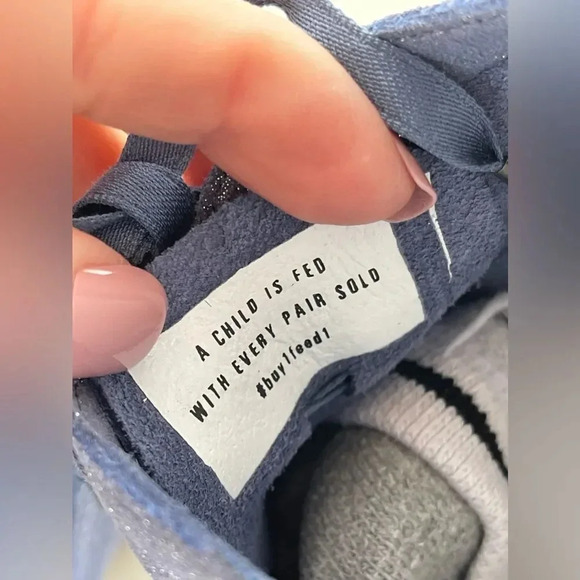 A CHILD IS FED
WITH EVERY PAIR SOLD
#buy1feed1